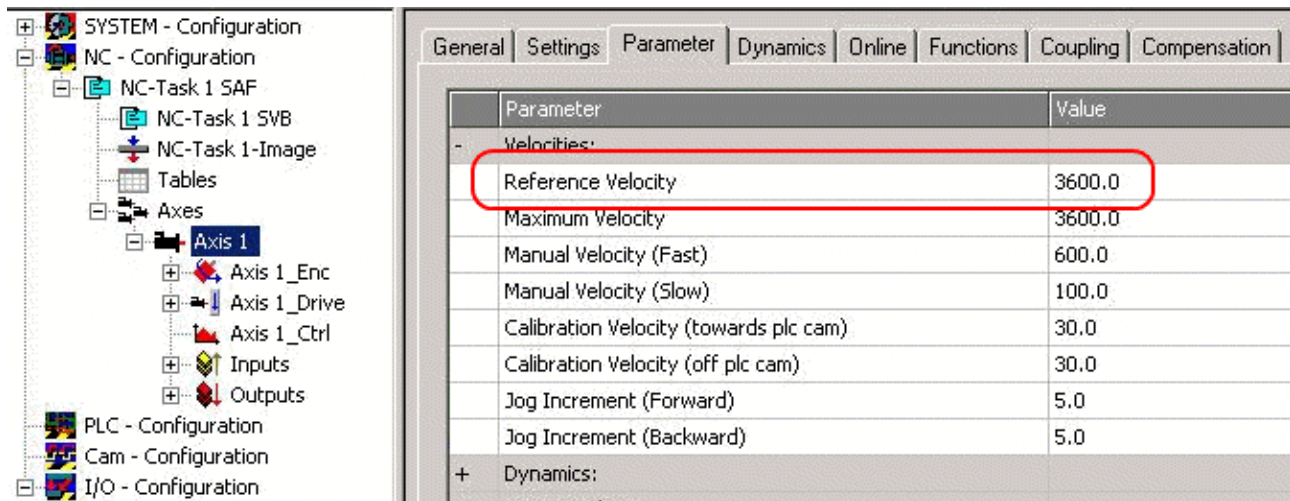 SYSTEM - Configuration
NC - Configuration
NC-Task 1 SAF
NC-Task 1 SVB
NC-Task 1-Image
Tables
Axes
Axis 1
Axis 1_Enc
Axis 1_Drive
Axis 1_Ctrl
Inputs
Outputs
PLC - Configuration
Cam - Configuration
I/O - Configuration
General Settings Parameter Dynamics Online Functions Coupling Compensation
Parameter Value
- Velocities:
Reference Velocity 3600.0
Maximum Velocity 3600.0
Manual Velocity (Fast) 600.0
Manual Velocity (Slow) 100.0
Calibration Velocity (towards plc cam) 30.0
Calibration Velocity (off plc cam) 30.0
Jog Increment (Forward) 5.0
Jog Increment (Backward) 5.0
+ Dynamics: